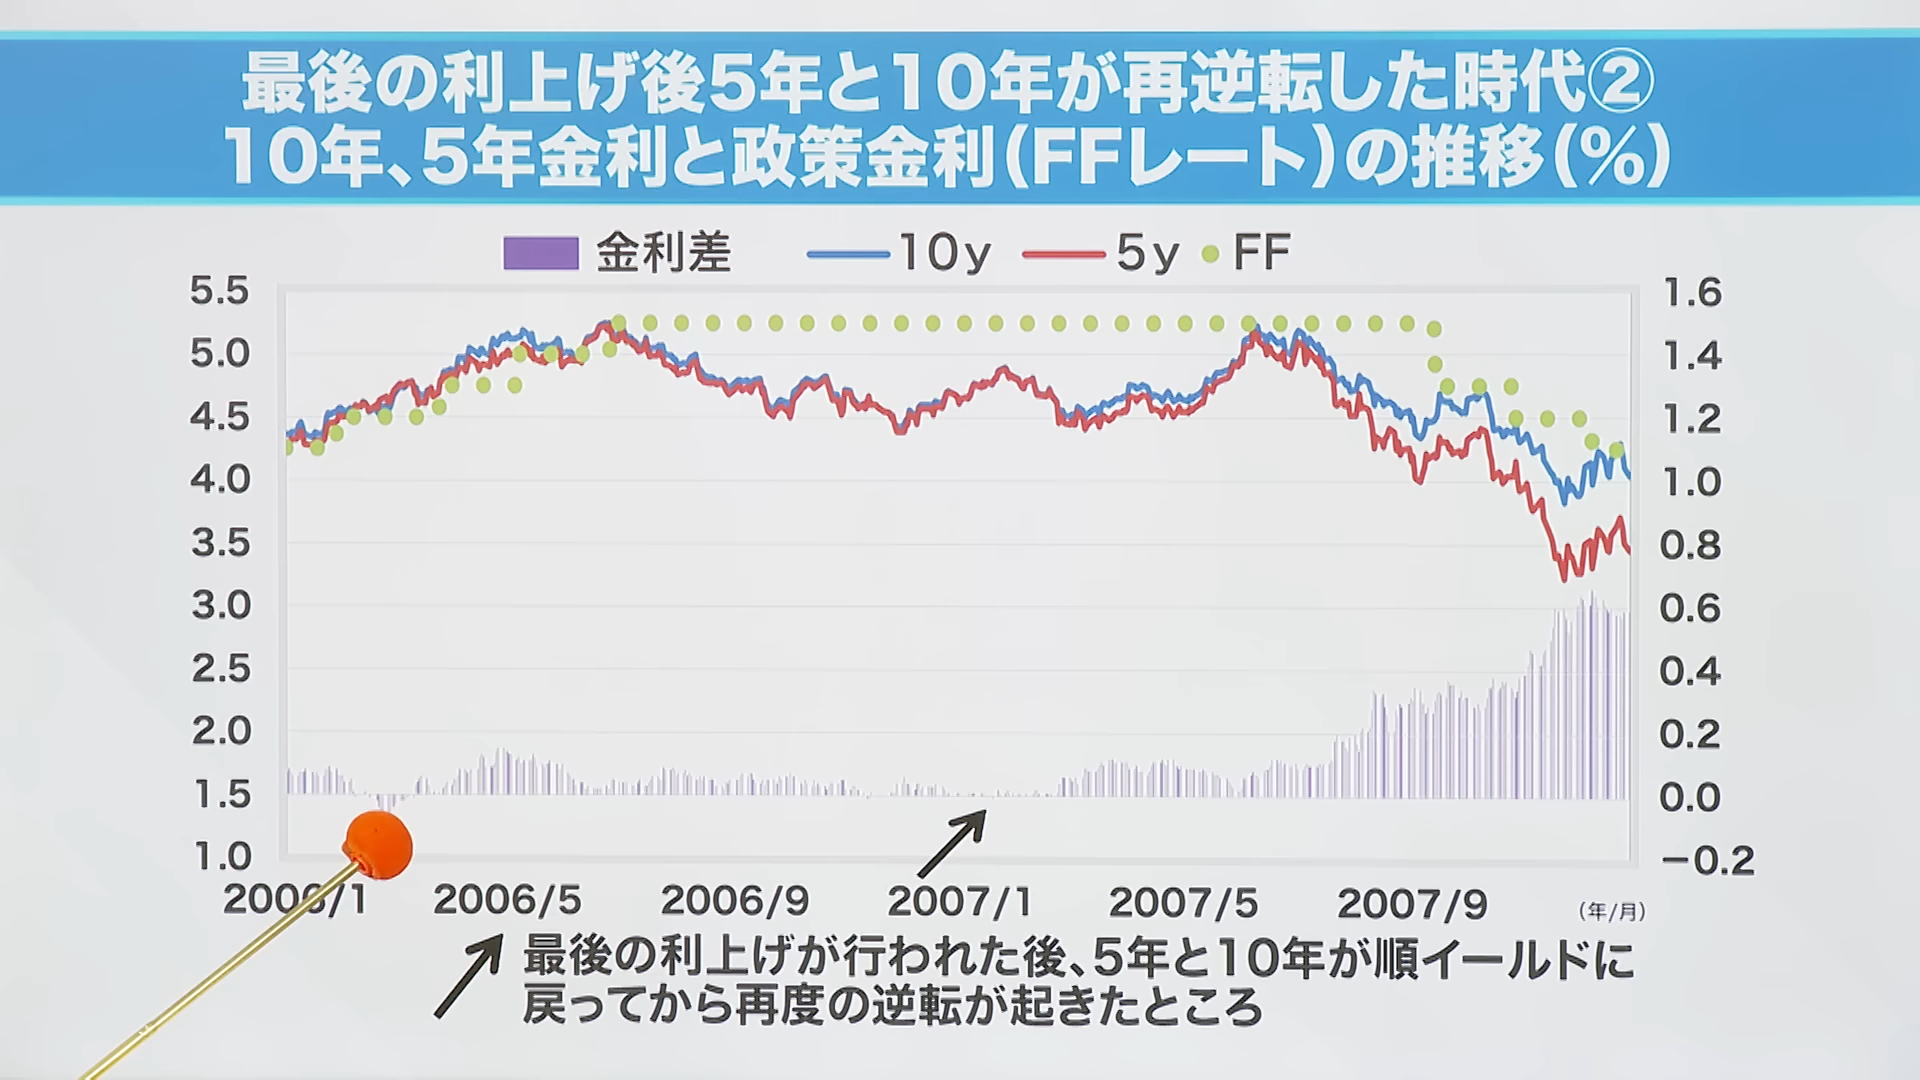 最後の利上げ後5年と10年が再逆転した時代②
10年、5年金利と政策金利(FFレート)の推移(%)
金利差 10y 5y FF
5.5 1.6
5.0 1.4
4.5 1.2
4.0 1.0
3.5 0.8
3.0 0.6
2.5 0.4
2.0 0.2
1.5 0.0
1.0 −0.2
2006/1 2006/5 2006/9 2007/1 2007/5 2007/9 (年/月)
最後の利上げが行われた後、5年と10年が順イールドに
戻ってから再度の逆転が起きたところ